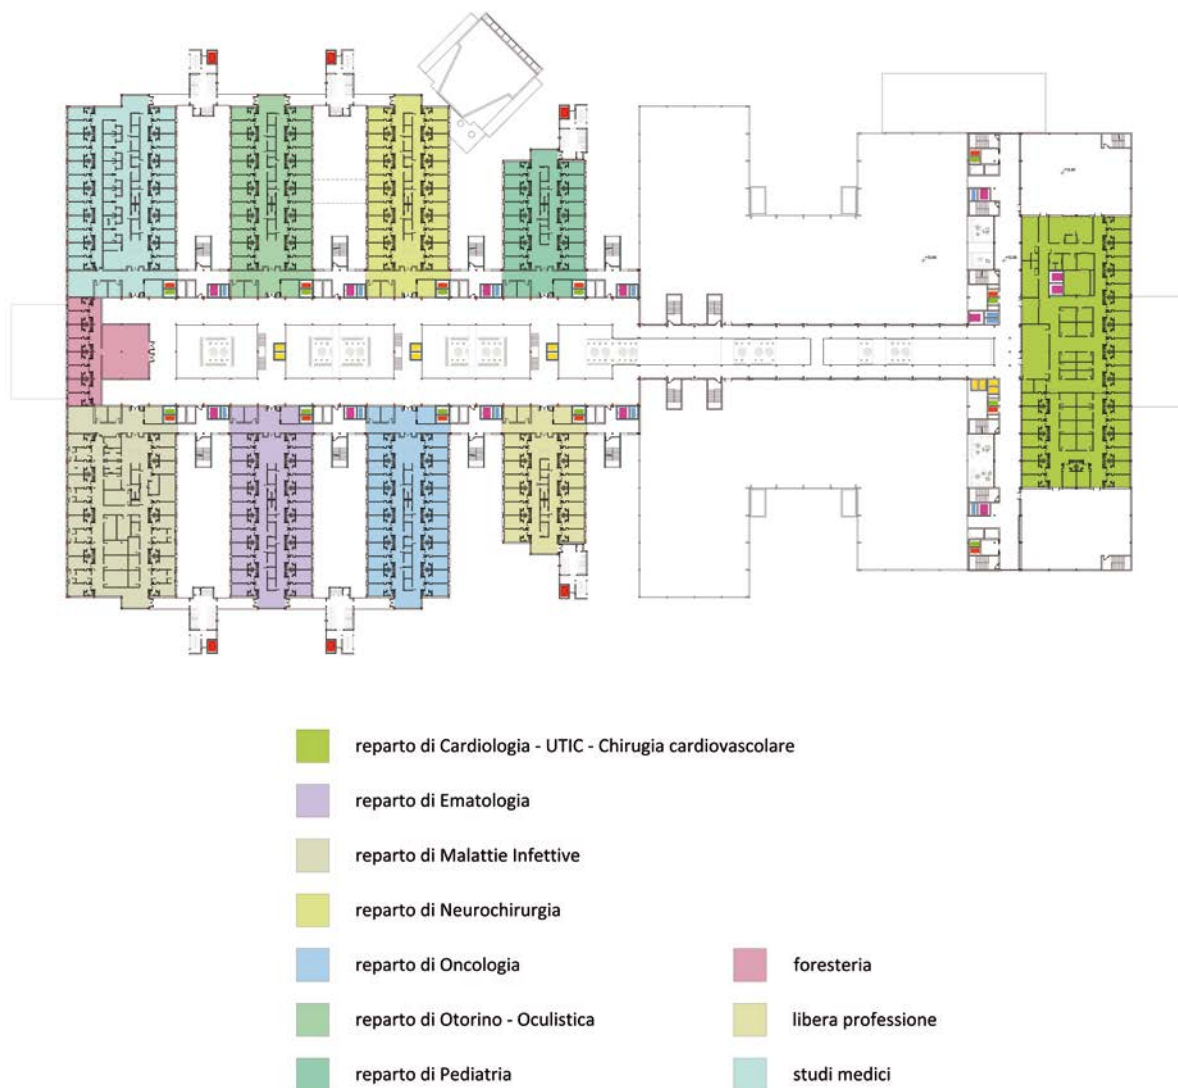 reparto di Cardiologia - UTIC - Chirugia cardiovascolare
reparto di Ematologia
reparto di Malattie Infettive
reparto di Neurochirurgia
reparto di Oncologia
foresteria
reparto di Otorino - Oculistica
libera professione
reparto di Pediatria
studi medici